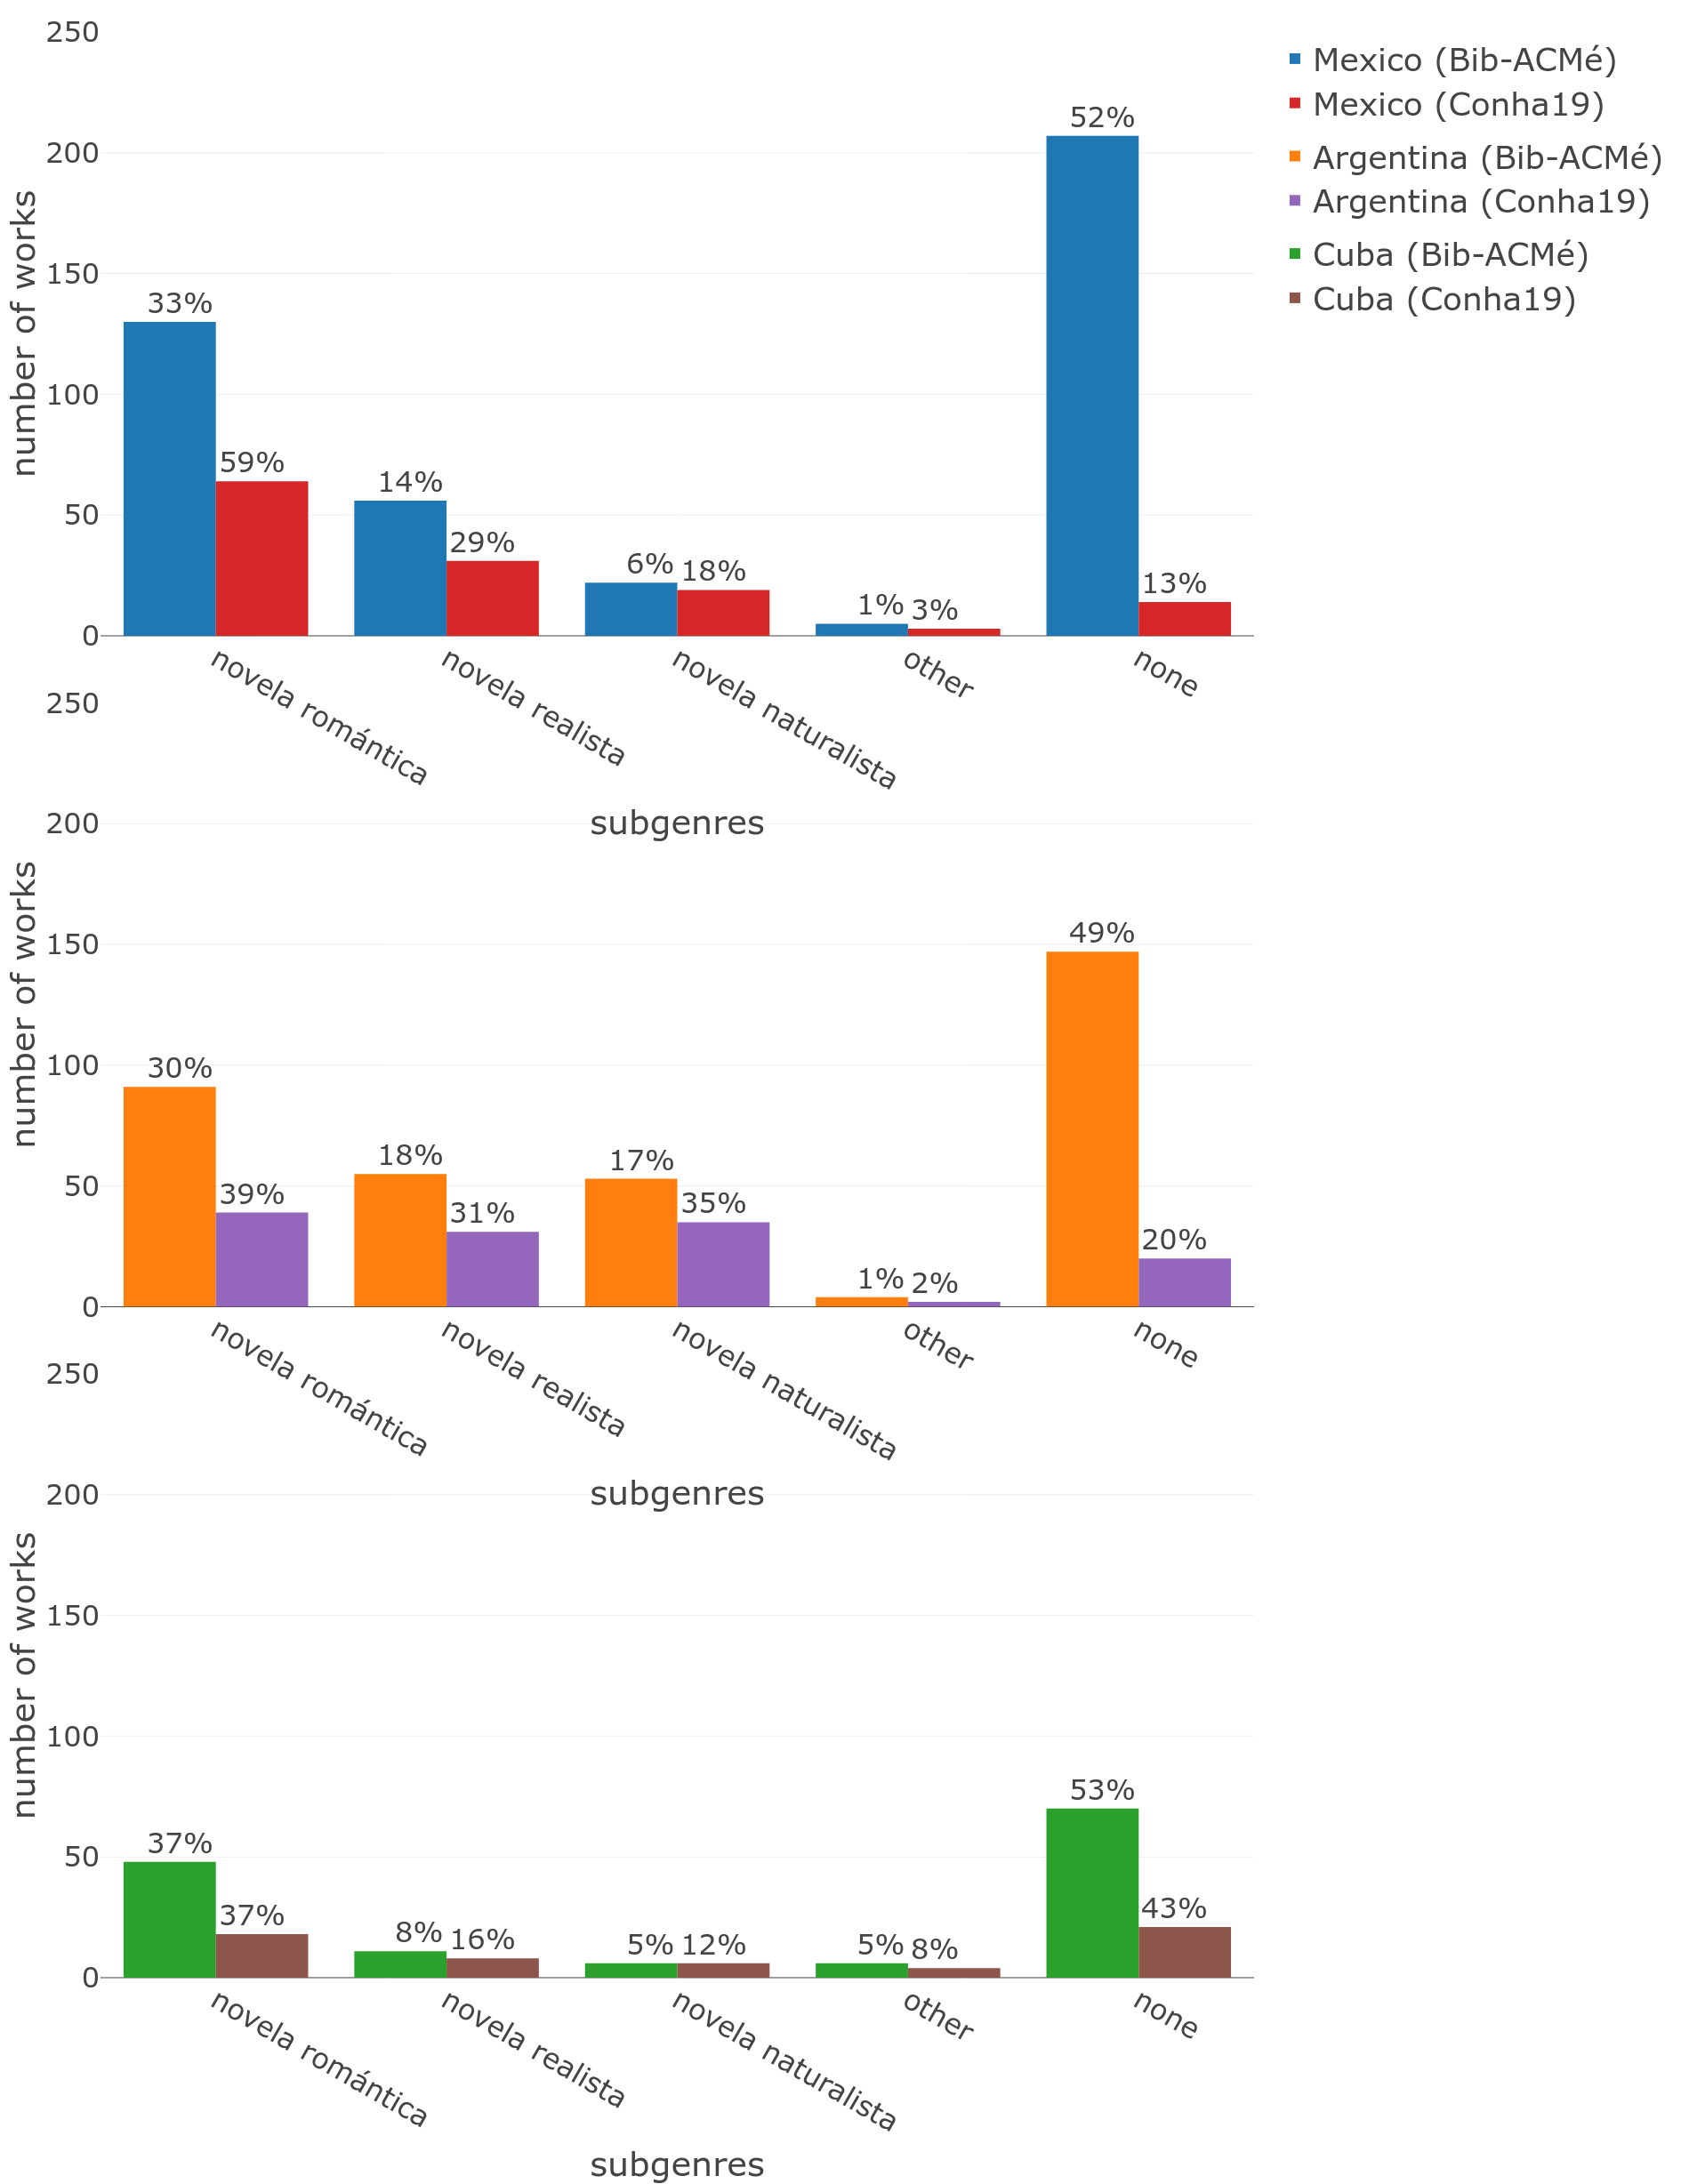 250
200
150
100
50
0
number of works
33%
59%
14%
29%
6%
18%
1%
3%
52%
13%
novela romántica
novela realista
novela naturalista
other
none
subgenres
Mexico (Bib-ACMé)
Mexico (Conha19)
Argentina (Bib-ACMé)
Argentina (Conha19)
Cuba (Bib-ACMé)
Cuba (Conha19)
250
200
150
100
50
0
number of works
30%
39%
18%
31%
17%
35%
1%
2%
49%
20%
novela romántica
novela realista
novela naturalista
other
none
subgenres
250
200
150
100
50
0
number of works
37%
37%
8%
16%
5%
12%
5%
8%
53%
43%
novela romántica
novela realista
novela naturalista
other
none
subgenres